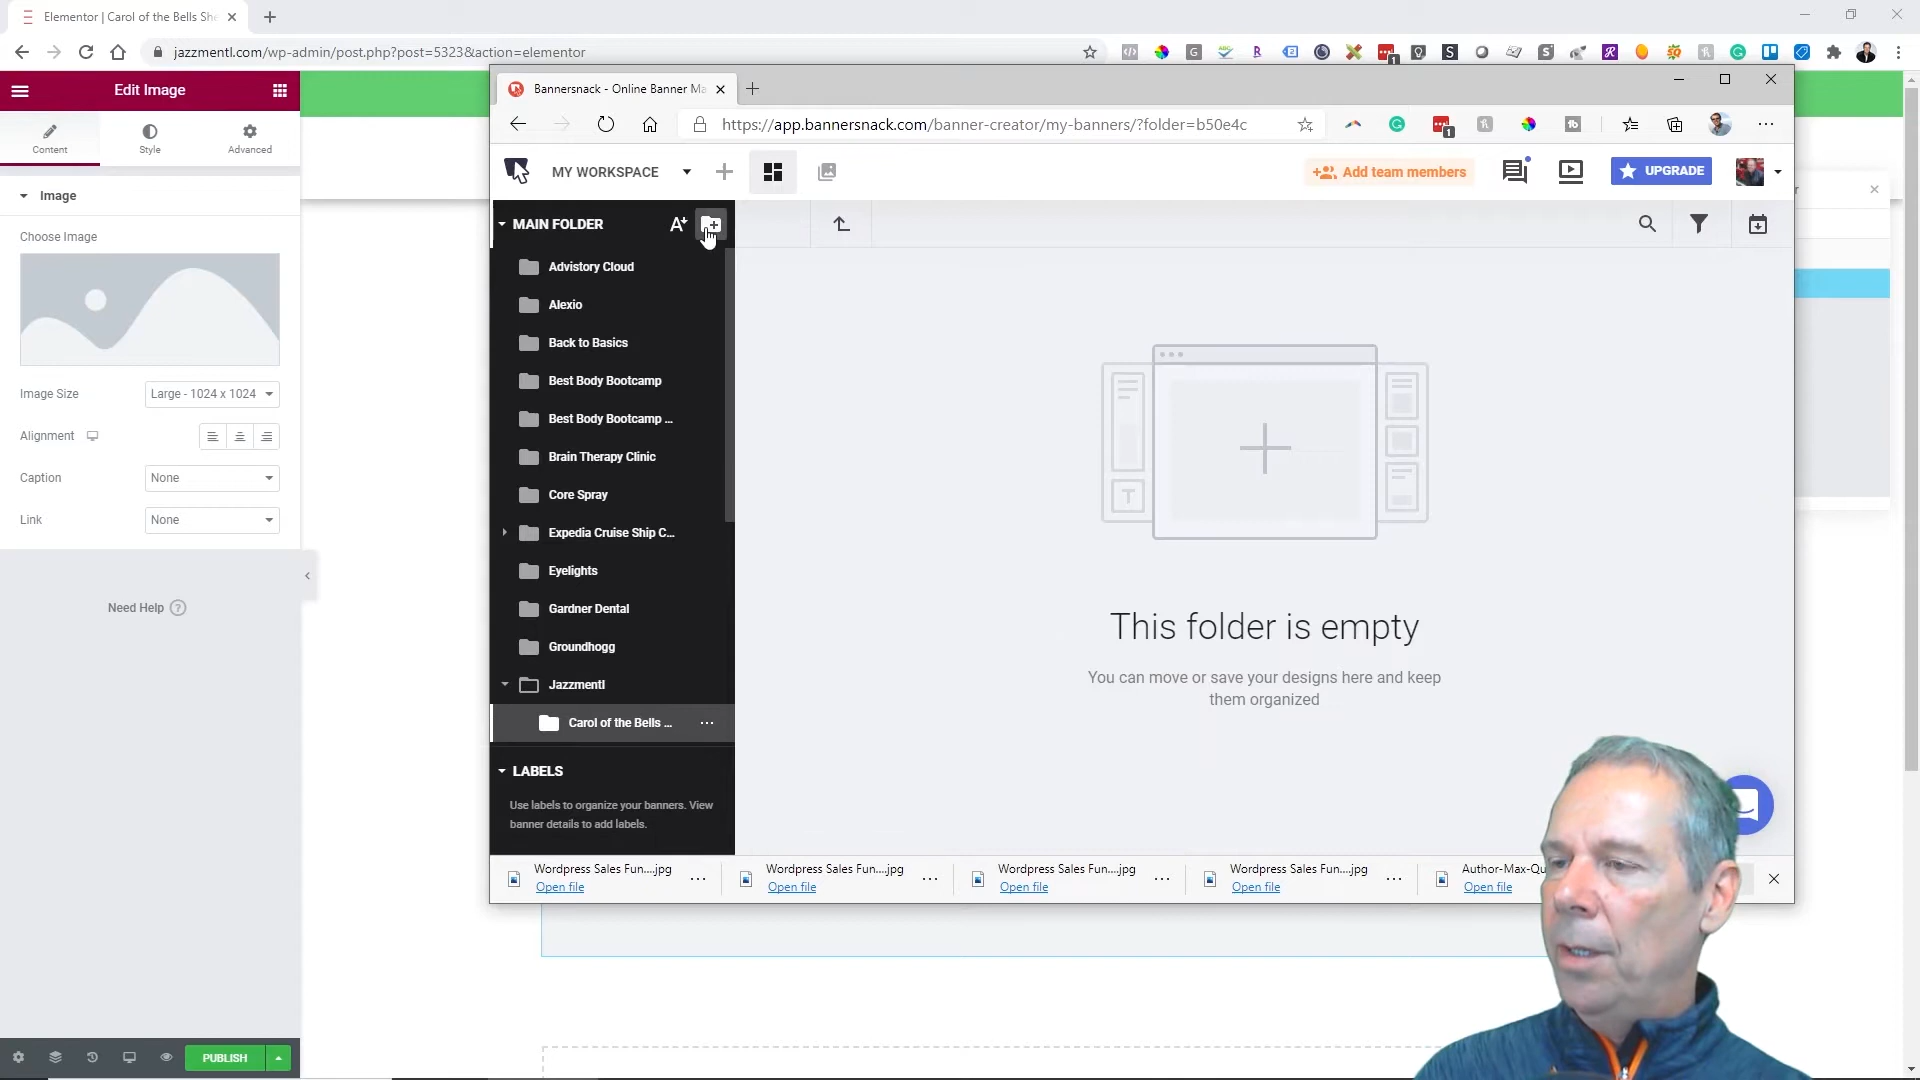 Elementor | Carol of the Bells She
jazzmentl.com/wp-admin/post.php?post=5323&action=elementor
Edit Image
Content
Style
Advanced
Image
Choose Image
Image Size
Large - 1024 x 1024
Alignment
Caption
None
Link
None
Need Help
PUBLISH
Bannersnack - Online Banner Ma
https://app.bannersnack.com/banner-creator/my-banners/?folder=b50e4c
MY WORKSPACE
Add team members
UPGRADE
MAIN FOLDER
Advistory Cloud
Alexio
Back to Basics
Best Body Bootcamp
Best Body Bootcamp ...
Brain Therapy Clinic
Core Spray
Expedia Cruise Ship C...
Eyelights
Gardner Dental
Groundhogg
Jazzmentl
Carol of the Bells ...
LABELS
Use labels to organize your banners. View
banner details to add labels.
This folder is empty
You can move or save your designs here and keep
them organized
Wordpress Sales Fun....jpg
Open file
Wordpress Sales Fun....jpg
Open file
Wordpress Sales Fun....jpg
Open file
Wordpress Sales Fun....jpg
Open file
Author-Max-Qu
Open file